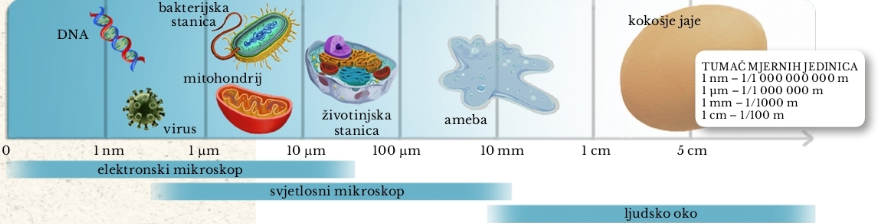 bakterijska
stanica
DNA
kokošje jaje
mitohondrij
virus
životinjska
stanica
ameba
TUMAČ MJERNIH JEDINICA
1 nm – 1/1 000 000 000 m
1 µm – 1/1 000 000 m
1 mm – 1/1000 m
1 cm – 1/100 m
0 1 nm 1 µm 10 µm 100 µm 10 mm 1 cm 5 cm
elektronski mikroskop
svjetlosni mikroskop
ljudsko oko